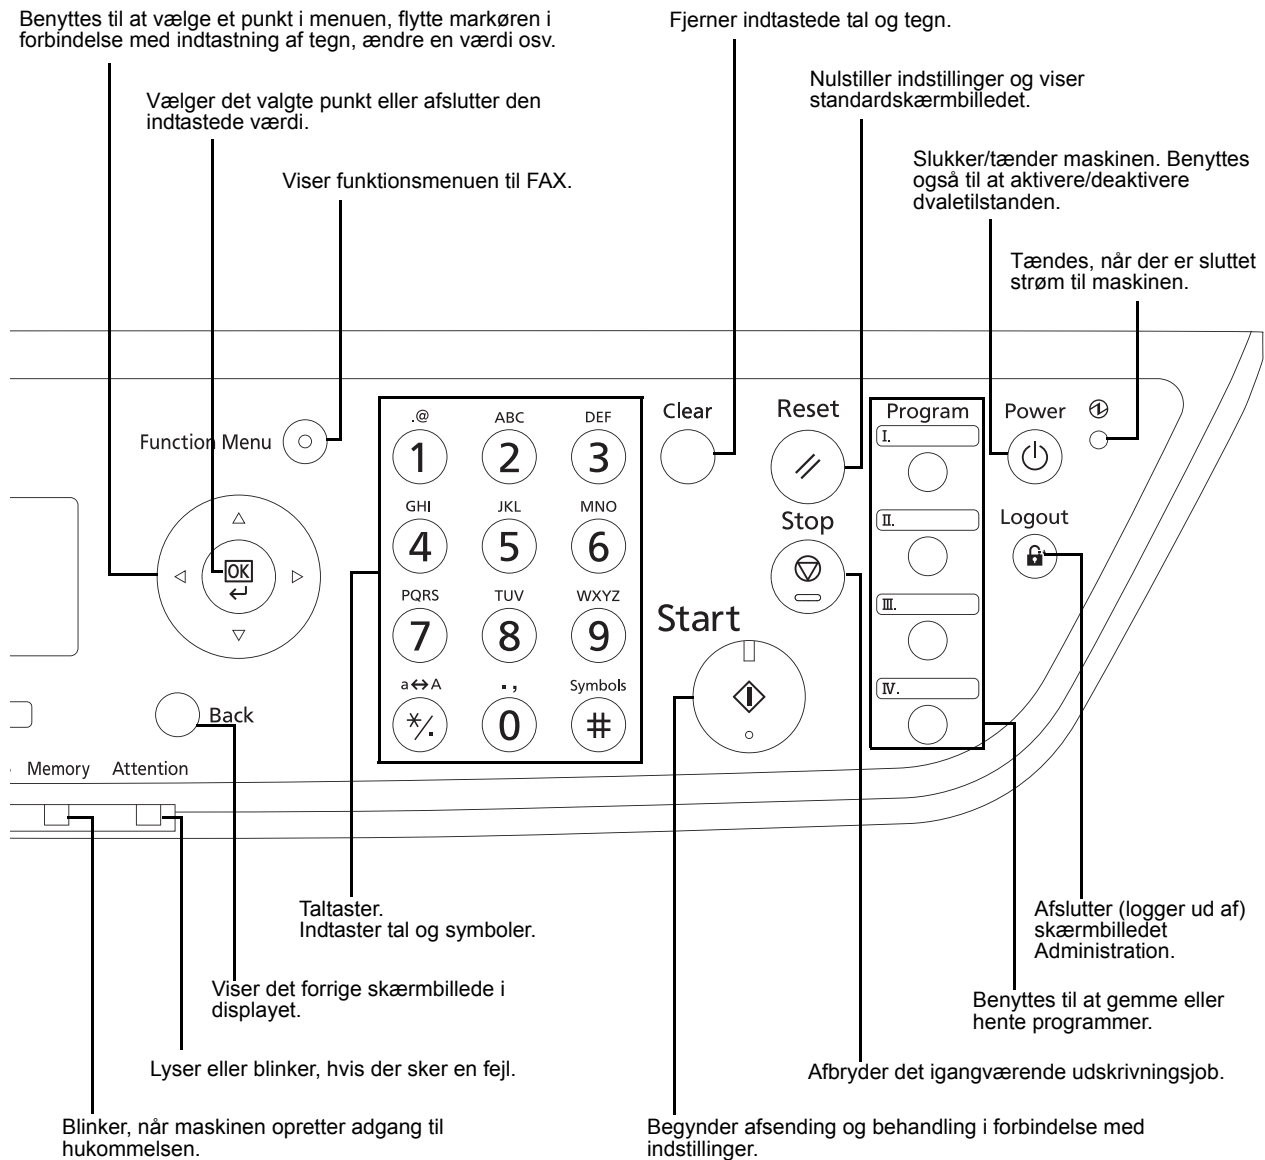 Benyttes til at vælge et punkt i menuen, flytte markøren i
forbindelse med indtastning af tegn, ændre en værdi osv.
Fjerner indtastede tal og tegn.
Nulstiller indstillinger og viser
standardskærmbilledet.
Vælger det valgte punkt eller afslutter den
indtastede værdi.
Slukker/tænder maskinen. Benyttes
også til at aktivere/deaktivere
dvaletilstanden.
Viser funktionsmenuen til FAX.
Tændes, når der er sluttet
strøm til maskinen.
Function Menu
.@
ABC
DEF
1
2
3
GHI
JKL
MNO
4
5
6
PQRS
TUV
WXYZ
7
8
9
a↔A
.,
Symbols
*/.
0
#
Clear
Reset
Stop
Start
Program
I.
II.
III.
IV.
Power
Logout
OK
Back
Memory
Attention
Taltaster.
Indtaster tal og symboler.
Afslutter (logger ud af)
skærmbilledet
Administration.
Viser det forrige skærmbillede i
displayet.
Benyttes til at gemme eller
hente programmer.
Lyser eller blinker, hvis der sker en fejl.
Afbryder det igangværende udskrivningsjob.
Blinker, når maskinen opretter adgang til
hukommelsen.
Begynder afsending og behandling i forbindelse med
indstillinger.